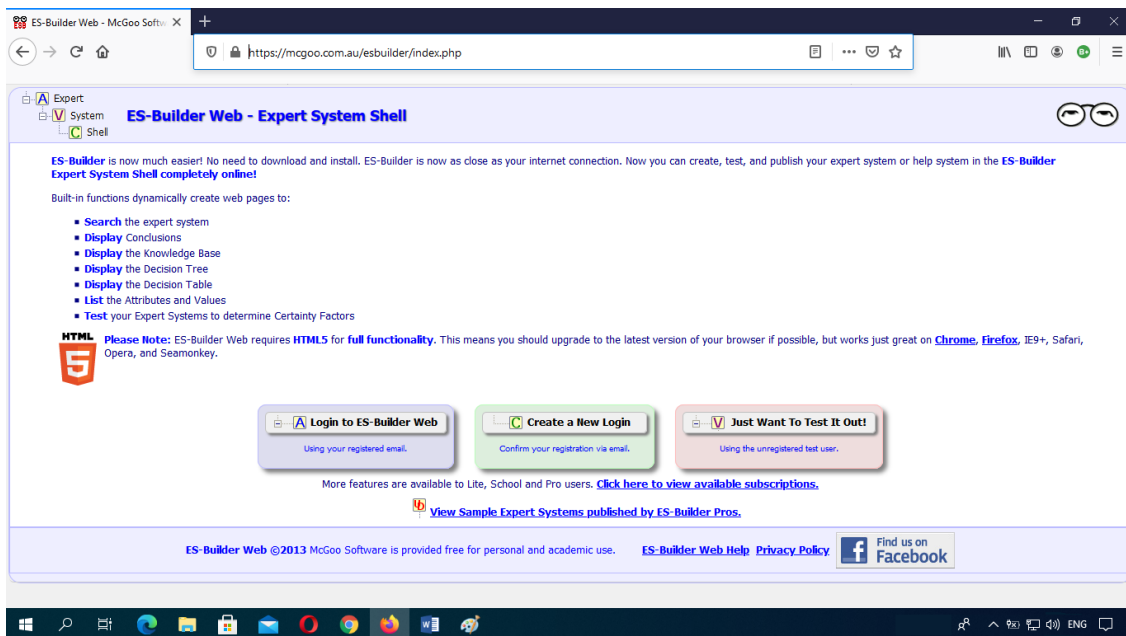 ES-Builder Web - McGoo Softw
https://mcgoo.com.au/esbuilder/index.php
A Expert
V System
C Shell
ES-Builder Web - Expert System Shell
ES-Builder is now much easier! No need to download and install. ES-Builder is now as close as your internet connection. Now you can create, test, and publish your expert system or help system in the ES-Builder
Expert System Shell completely online!
Built-in functions dynamically create web pages to:
Search the expert system
Display Conclusions
Display the Knowledge Base
Display the Decision Tree
Display the Decision Table
List the Attributes and Values
Test your Expert Systems to determine Certainty Factors
HTML
5
Please Note: ES-Builder Web requires HTML5 for full functionality. This means you should upgrade to the latest version of your browser if possible, but works just great on Chrome, Firefox, IE9+, Safari,
Opera, and Seamonkey.
A Login to ES-Builder Web
Using your registered email.
C Create a New Login
Confirm your registration via email.
V Just Want To Test It Out!
Using the unregistered test user.
More features are available to Lite, School and Pro users. Click here to view available subscriptions.
View Sample Expert Systems published by ES-Builder Pros.
ES-Builder Web ©2013 McGoo Software is provided free for personal and academic use.
ES-Builder Web Help
Privacy Policy
f Find us on
Facebook
ENG